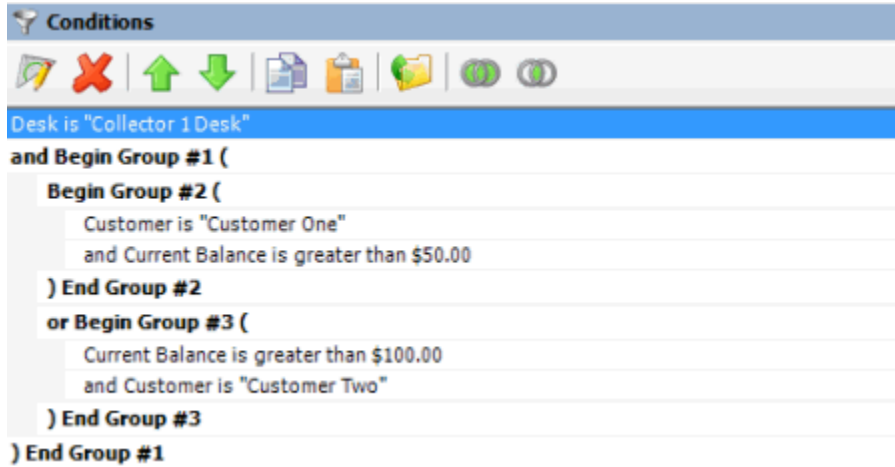 Conditions
Desk is "Collector 1 Desk"
and Begin Group #1 (
Begin Group #2 (
Customer is "Customer One"
and Current Balance is greater than $50.00
) End Group #2
or Begin Group #3 (
Current Balance is greater than $100.00
and Customer is "Customer Two"
) End Group #3
) End Group #1